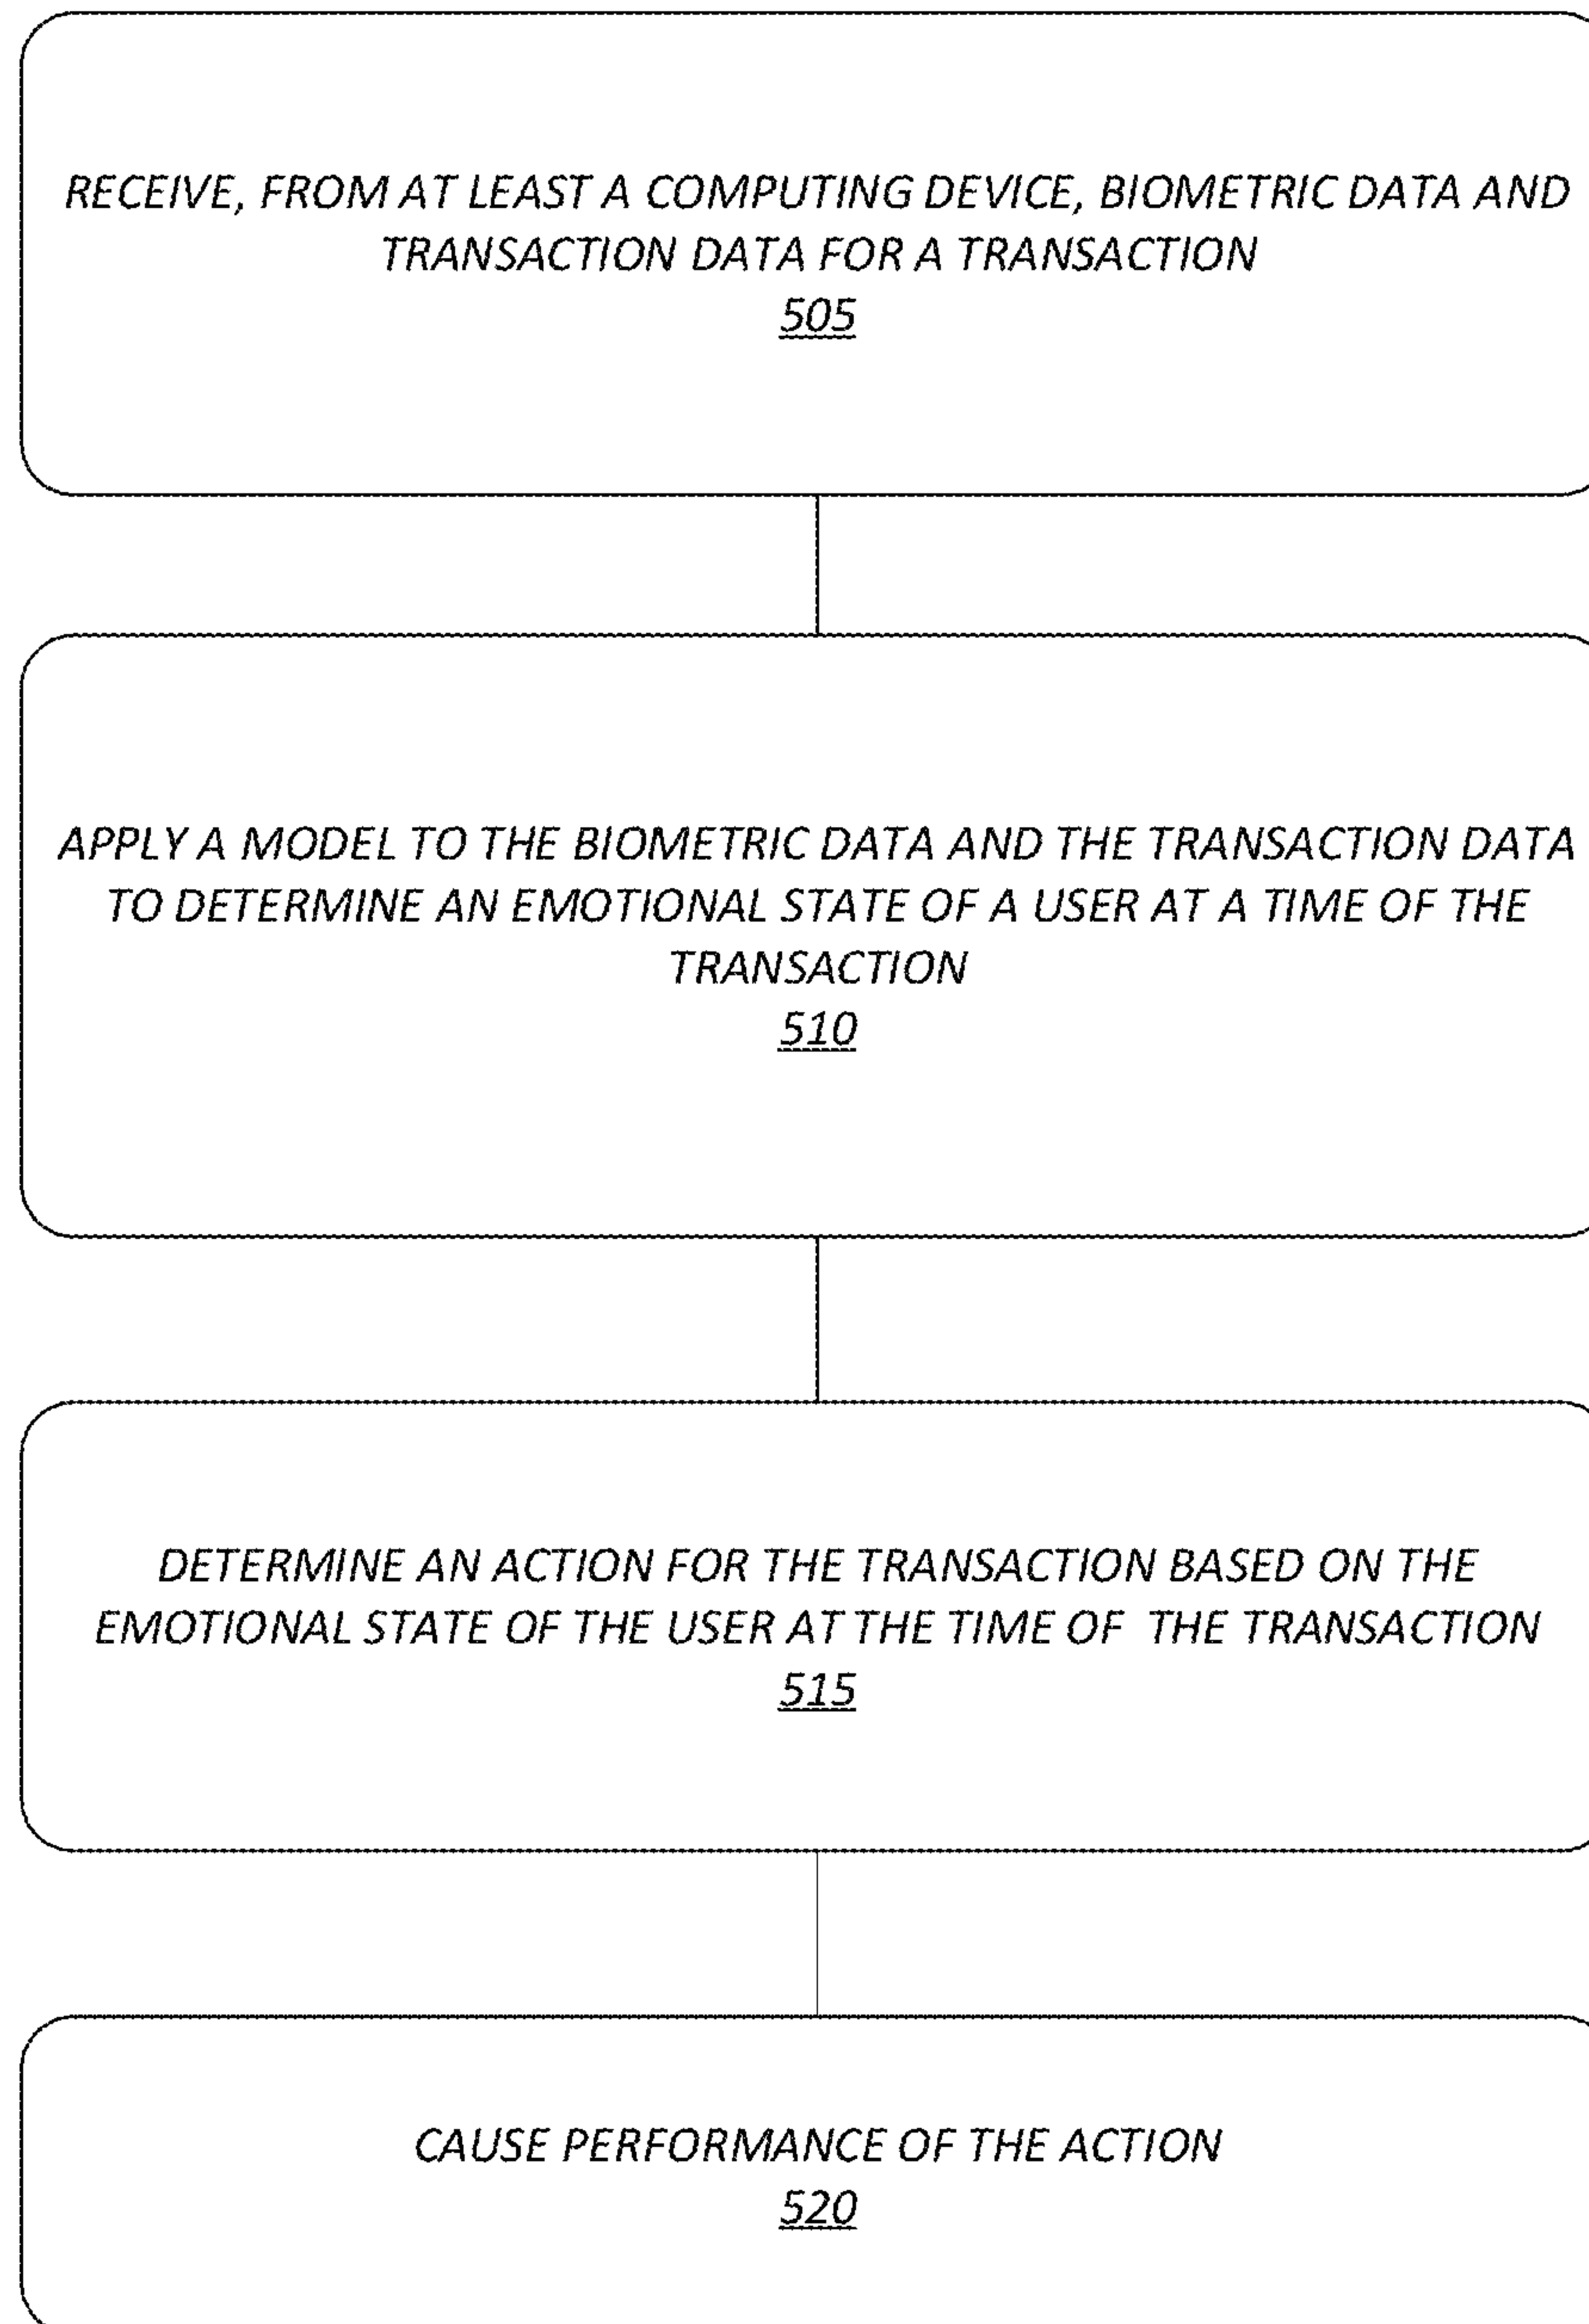 RECEIVE, FROM AT LEAST A COMPUTING DEVICE, BIOMETRIC DATA AND
TRANSACTION DATA FOR A TRANSACTION
505
APPLY A MODEL TO THE BIOMETRIC DATA AND THE TRANSACTION DATA
TO DETERMINE AN EMOTIONAL STATE OF A USER AT A TIME OF THE
TRANSACTION
510
DETERMINE AN ACTION FOR THE TRANSACTION BASED ON THE
EMOTIONAL STATE OF THE USER AT THE TIME OF THE TRANSACTION
515
CAUSE PERFORMANCE OF THE ACTION
520